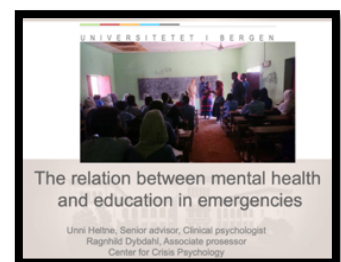 UNIVERSITETET I BERGEN
The relation between mental health
and education in emergencies
Unni Heltne, Senior advisor, Clinical psychologist
Ragnhild Dybdahl, Associate prosessor
Center for Crisis Psychology